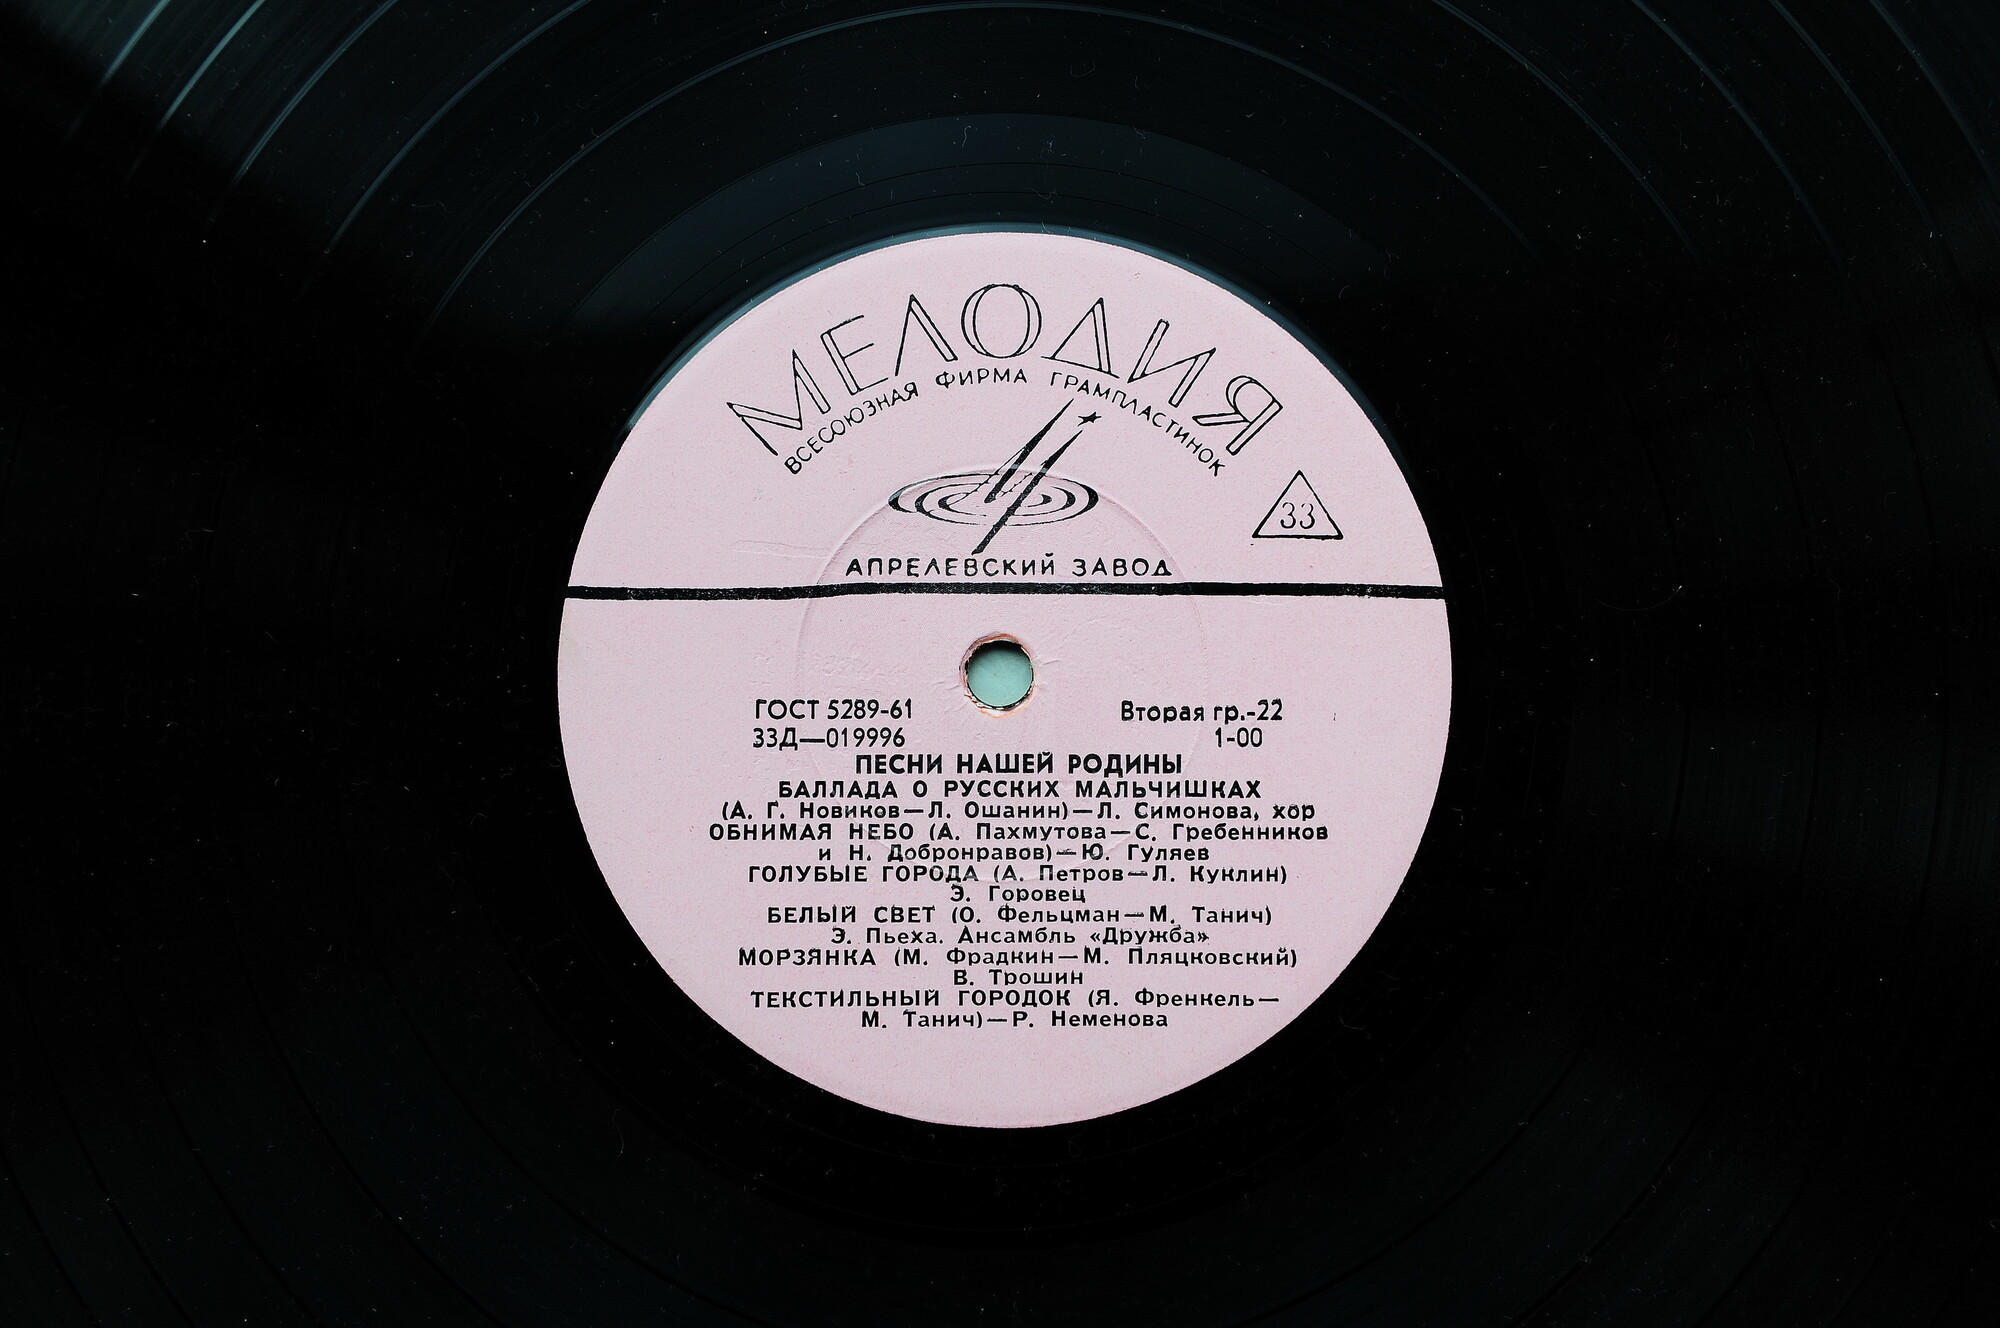 МЕЛОДИЯ
ВСЕСОЮЗНАЯ ФИРМА ГРАМПЛАСТИНОК
33
АПРЕЛЕВСКИЙ ЗАВОД
ГОСТ 5289-61 Вторая гр.-22
33Д—019996 1-00
ПЕСНИ НАШЕЙ РОДИНЫ
БАЛЛАДА О РУССКИХ МАЛЬЧИШКАХ
(А. Г. Новиков—Л. Ошанин)—Л. Симонова, хор
ОБНИМАЯ НЕБО (А. Пахмутова—С. Гребенников
и Н. Добронравов)—Ю. Гуляев
ГОЛУБЫЕ ГОРОДА (А. Петров—Л. Куклин)
Э. Горовец
БЕЛЫЙ СВЕТ (О. Фельцман—М. Танич)
Э. Пьеха. Ансамбль «Дружба»
МОРЗЯНКА (М. Фрадкин—М. Пляцковский)
В. Трошин
ТЕКСТИЛЬНЫЙ ГОРОДОК (Я. Френкель—
М. Танич)—Р. Неменова